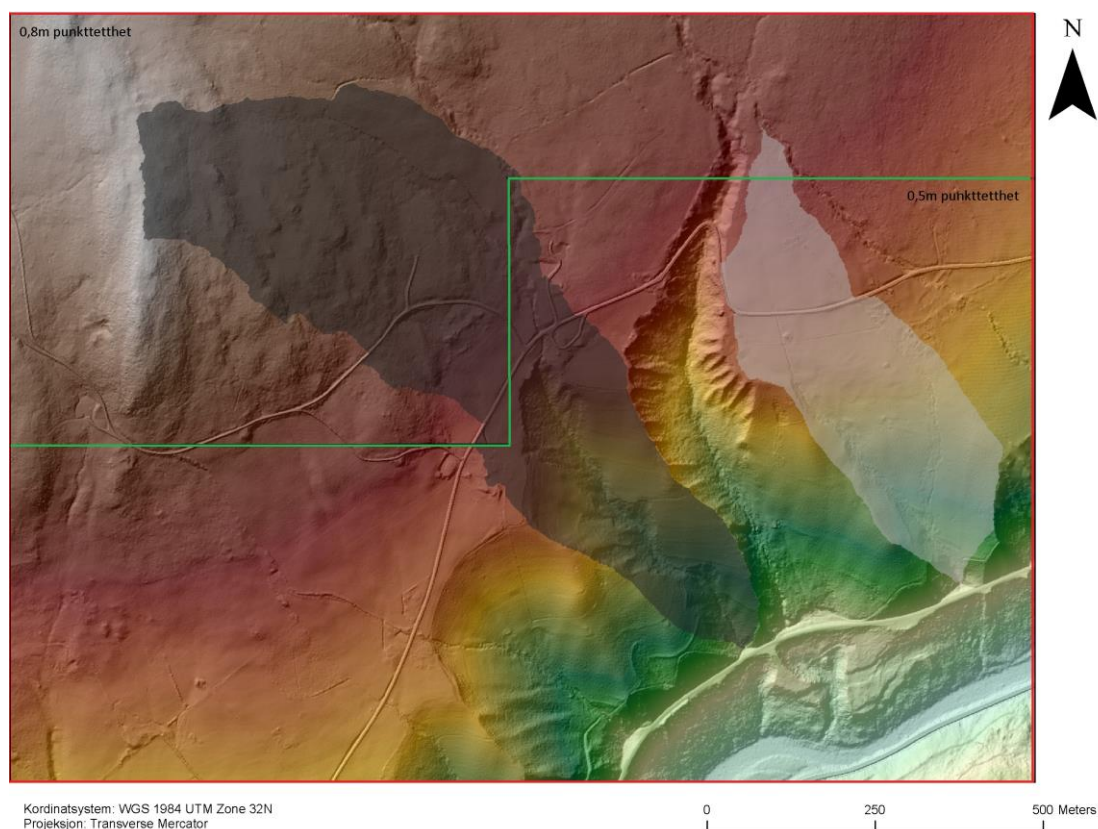 0,8m punkttetthet
N
0,5m punkttetthet
Kordinatsystem: WGS 1984 UTM Zone 32N
Projeksjon: Transverse Mercator
0 250 500 Meters